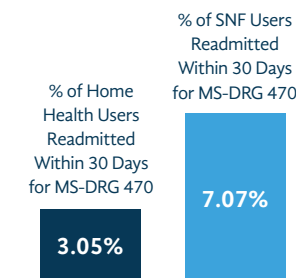 % of Home
Health Users
Readmitted
Within 30 Days
for MS-DRG 470
3.05%
% of SNF Users
Readmitted
Within 30 Days
for MS-DRG 470
7.07%